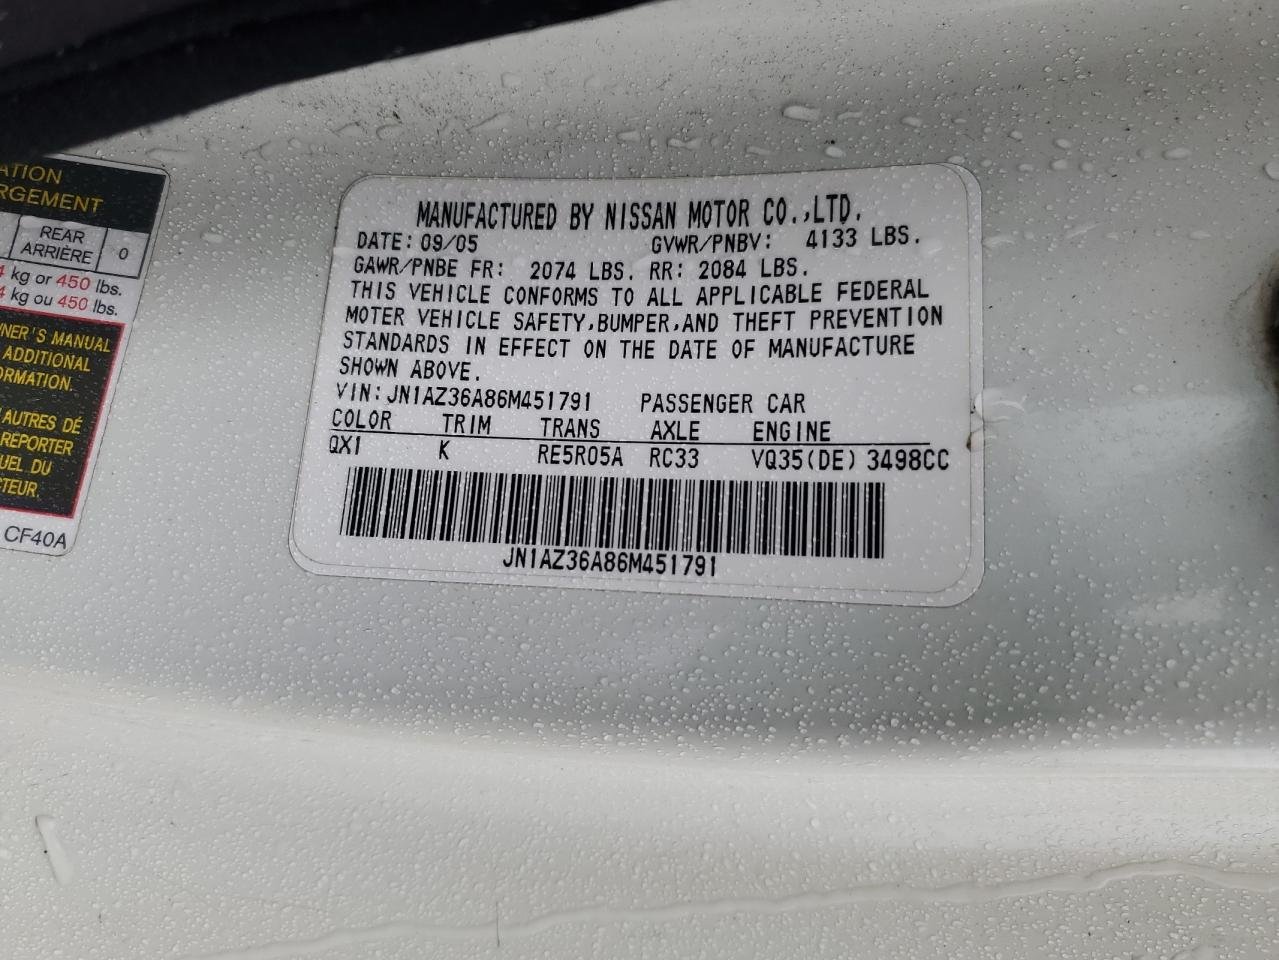 ATION
RGEMENT
REAR
ARRIÈRE
0
kg or 450 lbs.
kg ou 450 lbs.
NER'S MANUAL
ADDITIONAL
ORMATION.
AUTRES DÉ
REPORTER
UEL DU
TEUR.
CF40A
MANUFACTURED BY NISSAN MOTOR CO.,LTD.
DATE: 09/05 GVWR/PNBV: 4133 LBS.
GAWR/PNBE FR: 2074 LBS. RR: 2084 LBS.
THIS VEHICLE CONFORMS TO ALL APPLICABLE FEDERAL
MOTER VEHICLE SAFETY,BUMPER,AND THEFT PREVENTION
STANDARDS IN EFFECT ON THE DATE OF MANUFACTURE
SHOWN ABOVE.
VIN: JN1AZ36A86M451791 PASSENGER CAR
COLOR TRIM TRANS AXLE ENGINE
QX1 K RE5R05A RC33 VQ35(DE) 3498CC
JN1AZ36A86M451791